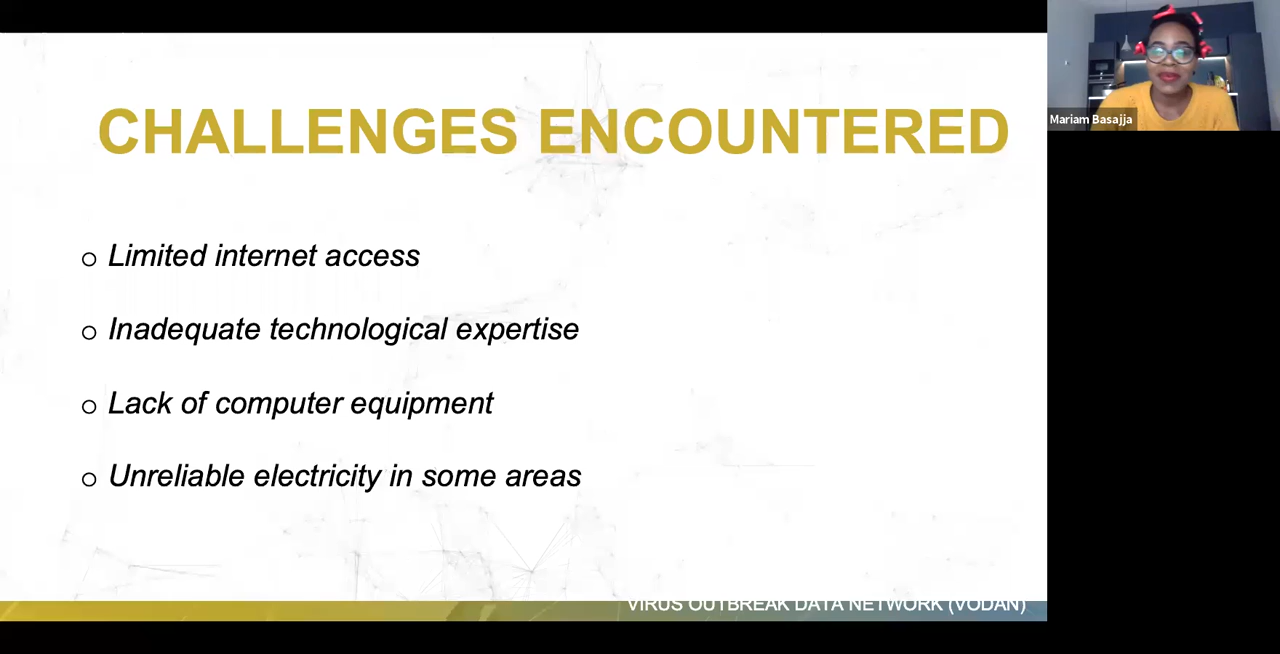 CHALLENGES ENCOUNTERED
Limited internet access
Inadequate technological expertise
Lack of computer equipment
Unreliable electricity in some areas
VIRUS OUTBREAK DATA NETWORK (VODAN)
Mariam Basajja